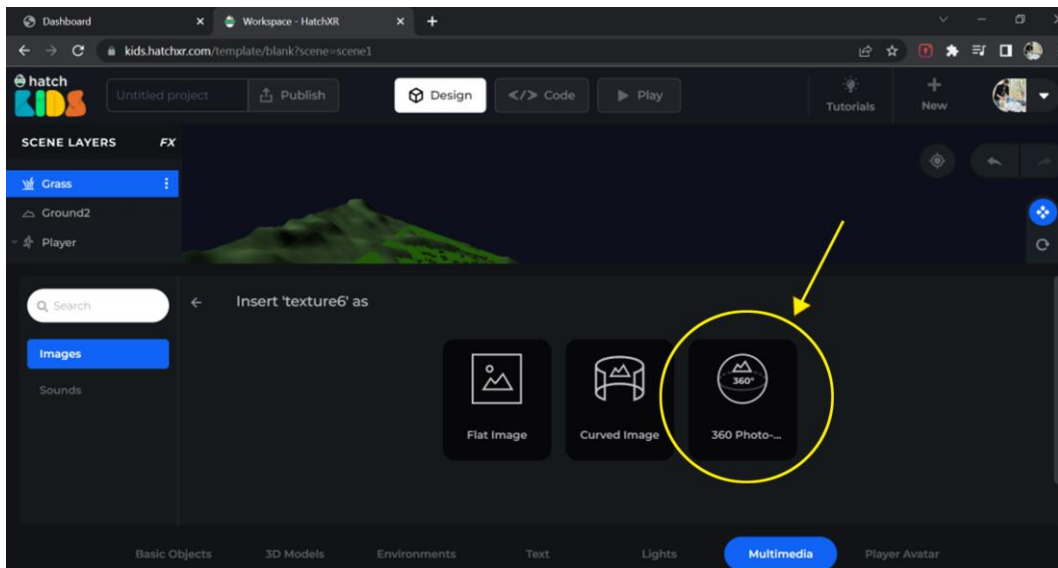 Dashboard Workspace - HatchXR
kids.hatchxr.com/template/blank?scene=scene1
hatch
KIDS
Untitled project Publish Design </> Code Play Tutorials New
SCENE LAYERS FX
Grass
Ground2
Player
Search
Insert 'texture6' as
Images
Sounds
360°
Flat Image Curved Image 360 Photo-...
Basic Objects 3D Models Environments Text Lights Multimedia Player Avatar